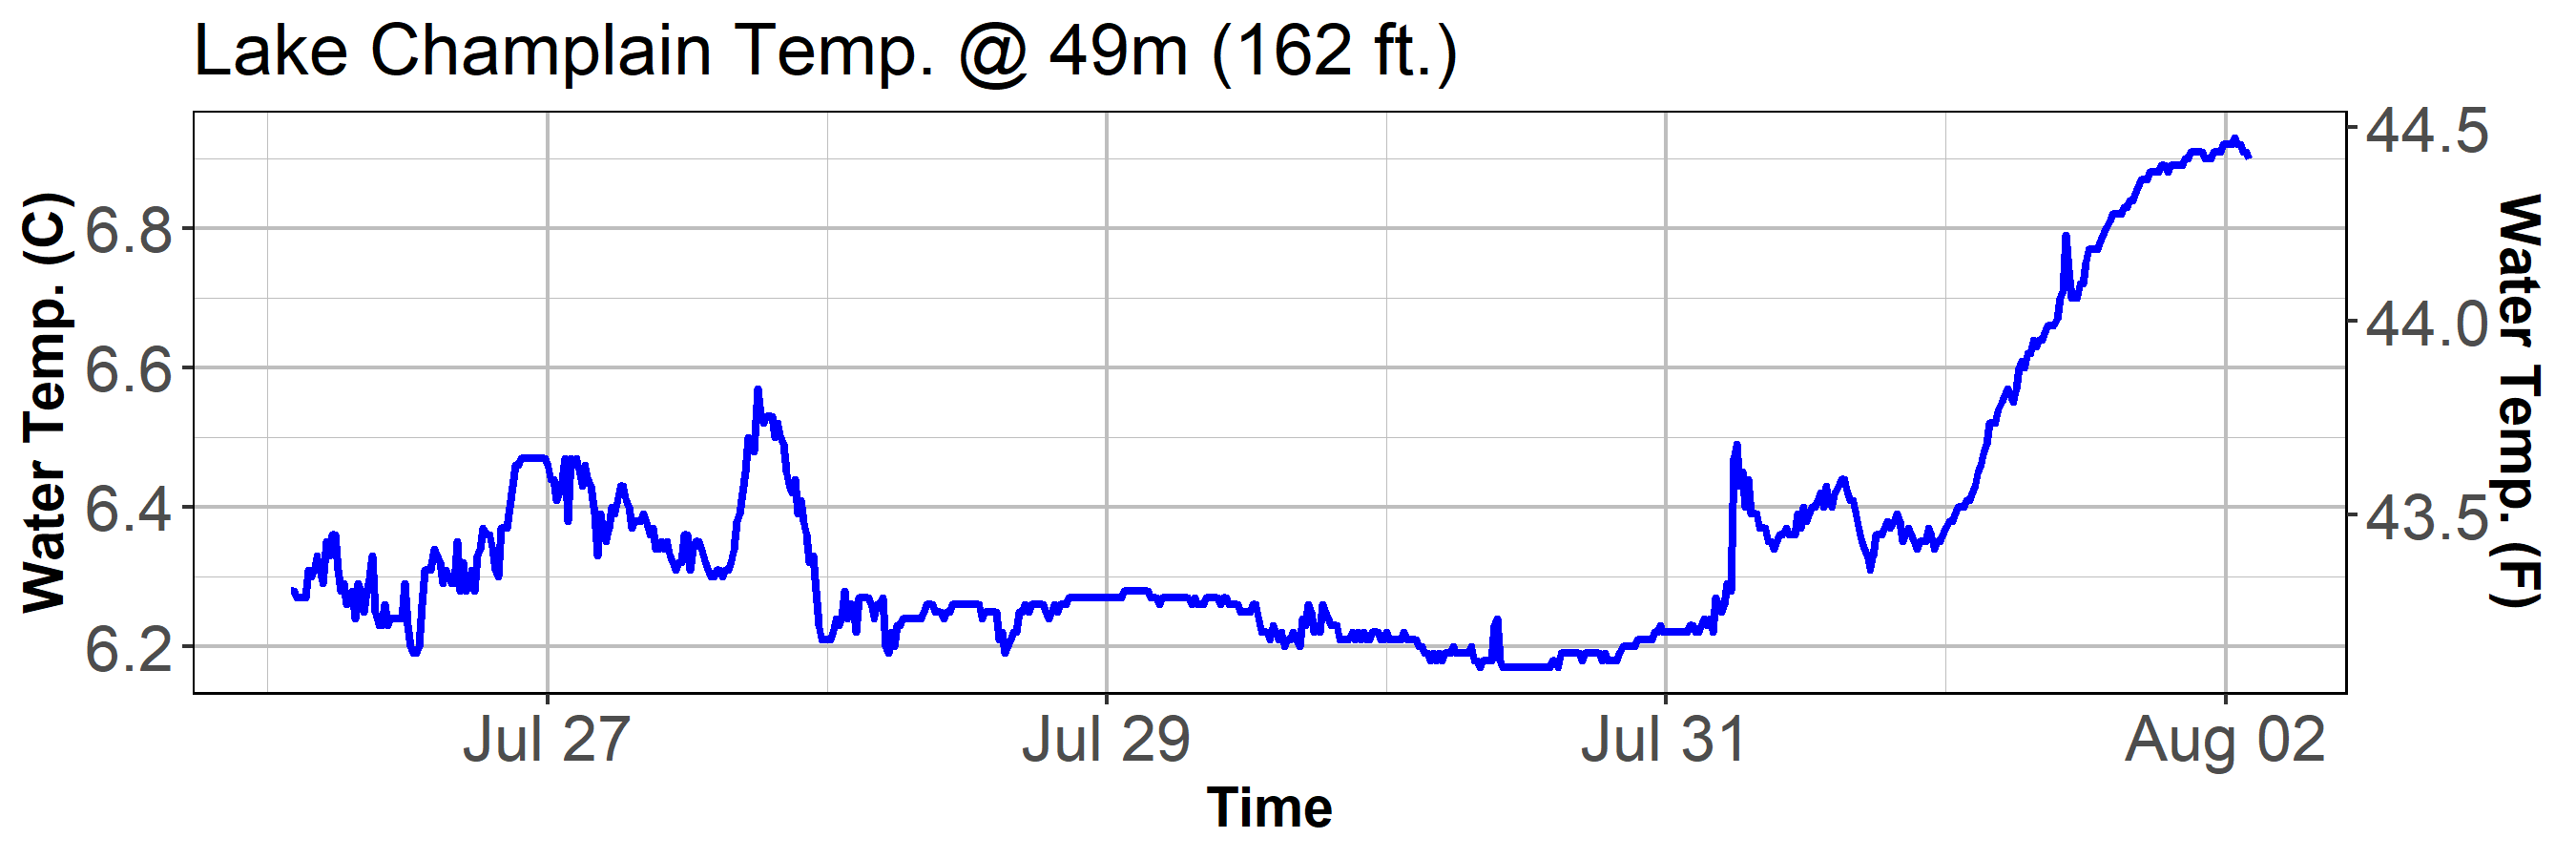 Lake Champlain Temp. @ 49m (162 ft.)
Water Temp. (C)
6.8
6.6
6.4
6.2
44.5
44.0
43.5
Water Temp. (F)
Jul 27
Jul 29
Jul 31
Aug 02
Time